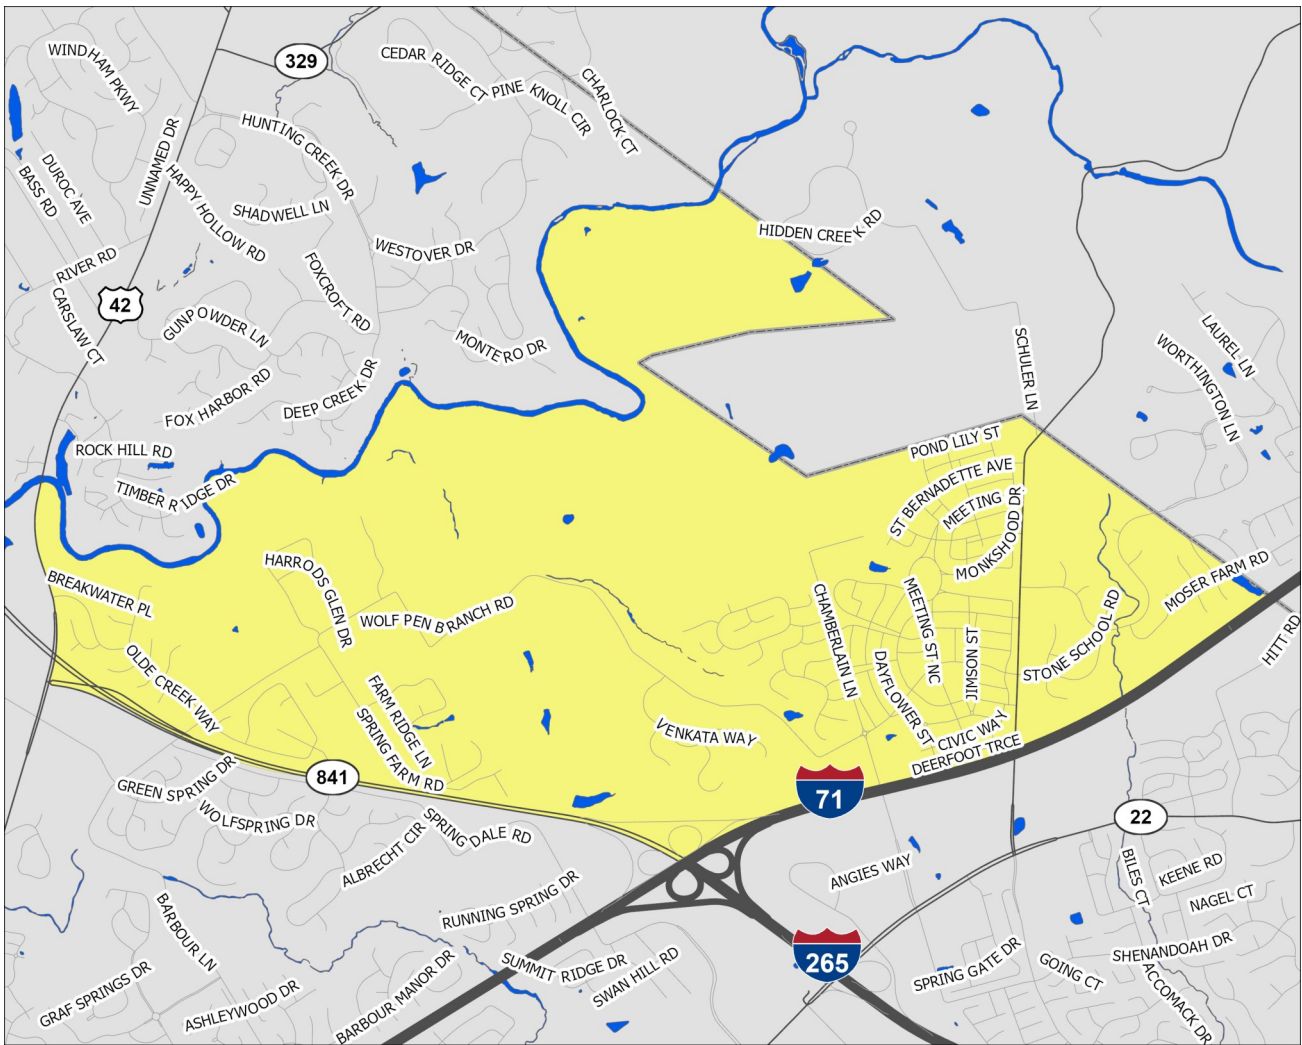 WINDHAM PKWY
329
CEDAR RIDGE CT
PINE KNOLL CIR
CHARLOCK CT
UNNAMED DR
HUNTING CREEK DR
DUROC AVE
BASS RD
HAPPY HOLLOW RD
SHADWELL LN
WESTOVER DR
HIDDEN CREEK RD
RIVER RD
42
CARSLAW CT
FOXCROFT RD
GUNPOWDER LN
MONTERO DR
SCHULER LN
LAUREL LN
WORTHINGTON LN
FOX HARBOR RD
DEEP CREEK DR
ROCK HILL RD
TIMBER RIDGE DR
POND LILY ST
ST BERNADETTE AVE
MEETING
MONKSHOOD DR
BREAKWATER PL
HARRODS GLEN DR
WOLF PEN BRANCH RD
CHAMBERLAIN LN
MEETING ST NC
JIMSON ST
STONE SCHOOL RD
MOSER FARM RD
HITT RD
OLDE CREEK WAY
FARM RIDGE LN
SPRING FARM RD
VENKATA WAY
DAYFLOWER ST
CIVIC WAY
DEERFOOT TRCE
841
71
22
GREEN SPRING DR
WOLFSPRING DR
ALBRECHT CIR
SPRINGDALE RD
RUNNING SPRING DR
ANGIES WAY
BILES CT
KEENE RD
NAGEL CT
BARBOUR LN
265
GRAF SPRINGS DR
ASHLEYWOOD DR
BARBOUR MANOR DR
SUMMIT RIDGE DR
SWAN HILL RD
SPRING GATE DR
GOING CT
SHENANDOAH DR
ACCOMACK DR